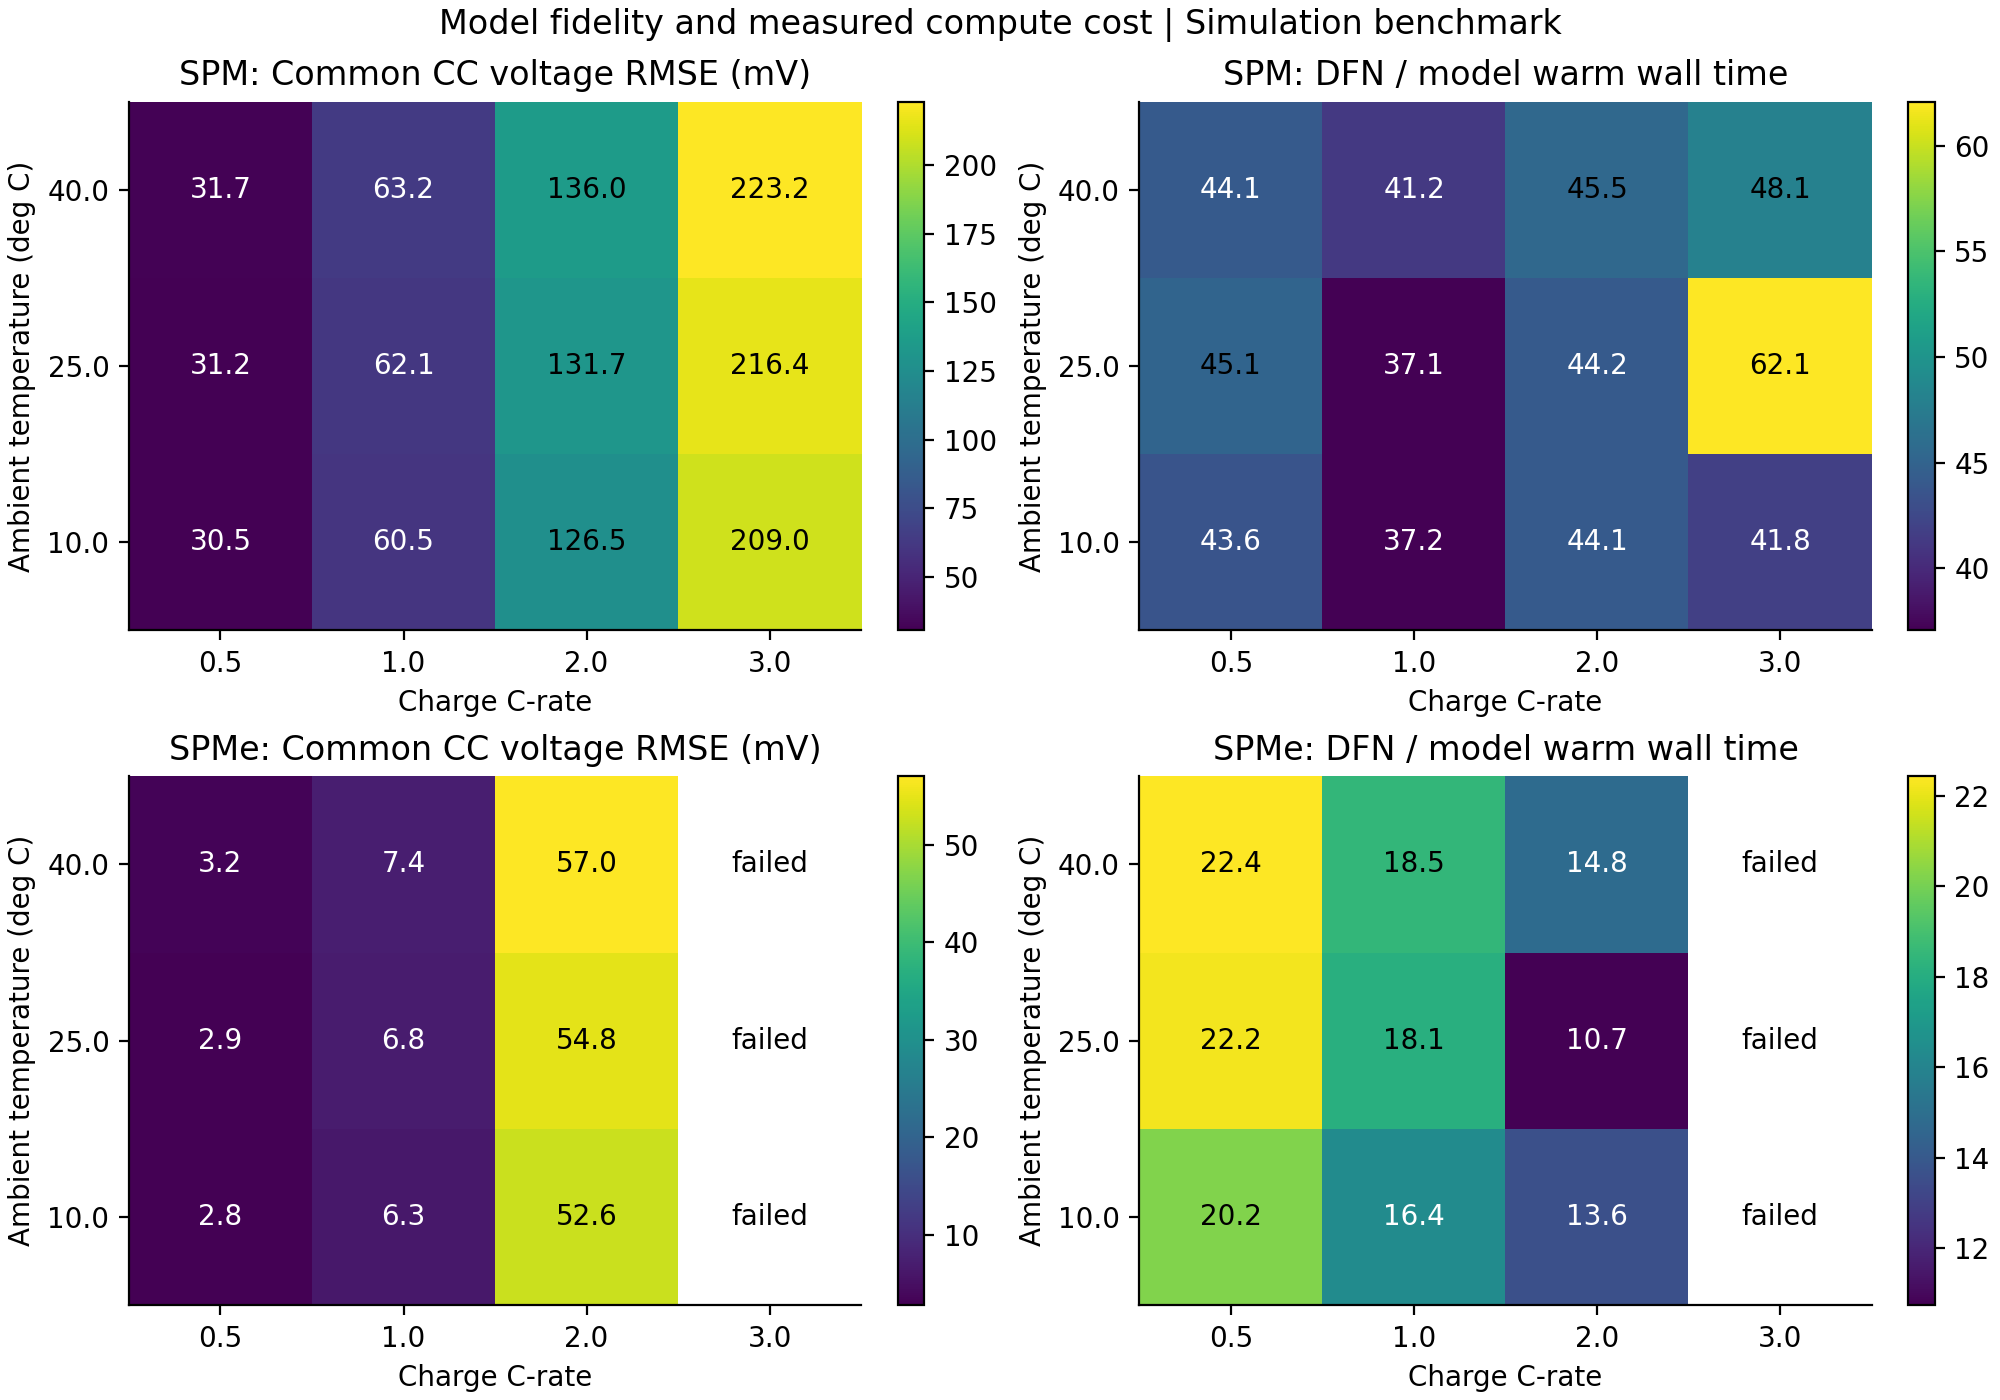 Model fidelity and measured compute cost | Simulation benchmark
SPM: Common CC voltage RMSE (mV)
Ambient temperature (deg C)
40.0
25.0
10.0
31.7 63.2 136.0 223.2
31.2 62.1 131.7 216.4
30.5 60.5 126.5 209.0
0.5 1.0 2.0 3.0
Charge C-rate
200
175
150
125
100
75
50
SPM: DFN / model warm wall time
Ambient temperature (deg C)
40.0
25.0
10.0
44.1 41.2 45.5 48.1
45.1 37.1 44.2 62.1
43.6 37.2 44.1 41.8
0.5 1.0 2.0 3.0
Charge C-rate
60
55
50
45
40
SPMe: Common CC voltage RMSE (mV)
Ambient temperature (deg C)
40.0
25.0
10.0
3.2 7.4 57.0 failed
2.9 6.8 54.8 failed
2.8 6.3 52.6 failed
0.5 1.0 2.0 3.0
Charge C-rate
50
40
30
20
10
SPMe: DFN / model warm wall time
Ambient temperature (deg C)
40.0
25.0
10.0
22.4 18.5 14.8 failed
22.2 18.1 10.7 failed
20.2 16.4 13.6 failed
0.5 1.0 2.0 3.0
Charge C-rate
22
20
18
16
14
12